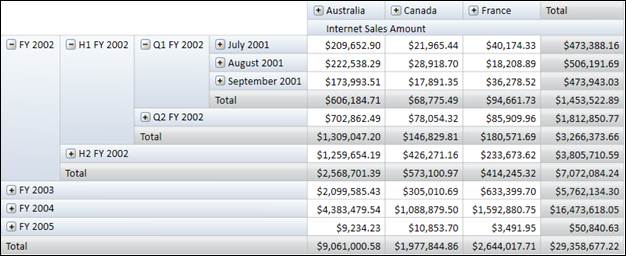 Australia Canada France Total
Internet Sales Amount
FY 2002 H1 FY 2002 Q1 FY 2002 July 2001 $209,652.90 $21,965.44 $40,174.33 $473,388.16
August 2001 $222,538.29 $28,918.70 $18,208.89 $506,191.69
September 2001 $173,993.51 $17,891.35 $36,278.52 $473,943.03
Total $606,184.71 $68,775.49 $94,661.73 $1,453,522.89
Q2 FY 2002 $702,862.49 $78,054.32 $85,909.96 $1,812,850.77
Total $1,309,047.20 $146,829.81 $180,571.69 $3,266,373.66
H2 FY 2002 $1,259,654.19 $426,271.16 $233,673.62 $3,805,710.59
Total $2,568,701.39 $573,100.97 $414,245.32 $7,072,084.24
FY 2003 $2,099,585.43 $305,010.69 $633,399.70 $5,762,134.30
FY 2004 $4,383,479.54 $1,088,879.50 $1,592,880.75 $16,473,618.05
FY 2005 $9,234.23 $10,853.70 $3,491.95 $50,840.63
Total $9,061,000.58 $1,977,844.86 $2,644,017.71 $29,358,677.22